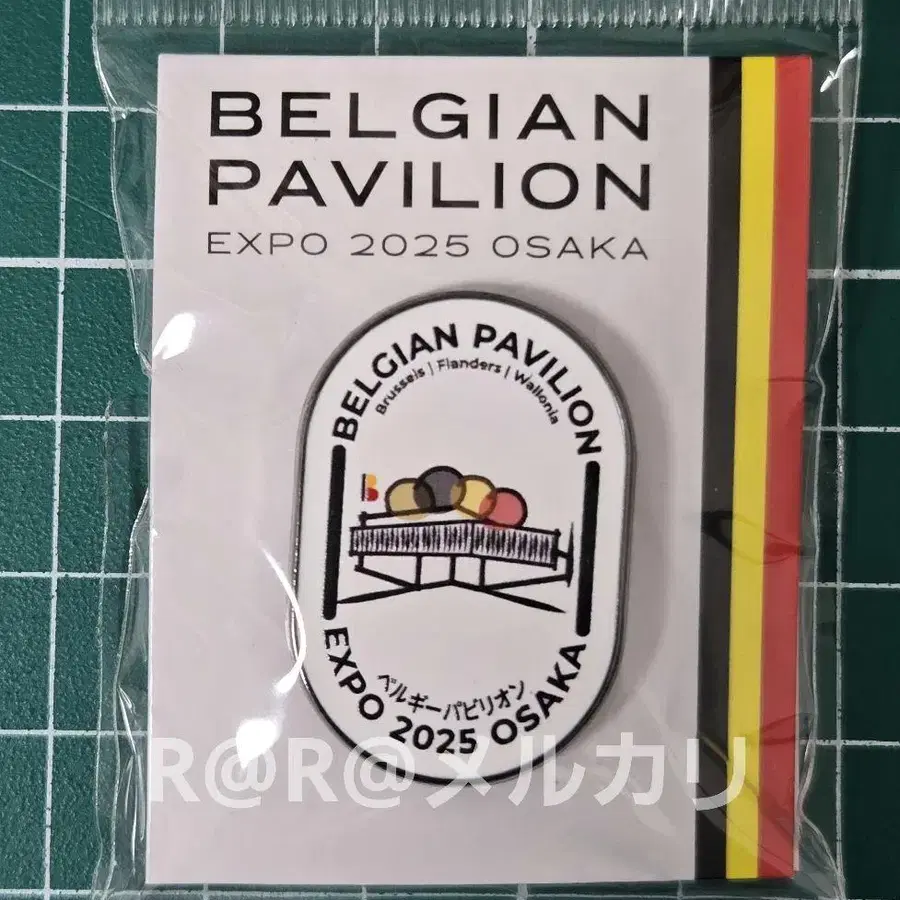 BELGIAN
PAVILION
EXPO 2025 OSAKA
BELGIAN PAVILION
Brussels | Flanders | Wallonia
B
ベルギーパビリオン
EXPO 2025 OSAKA
R@R@メルカリ